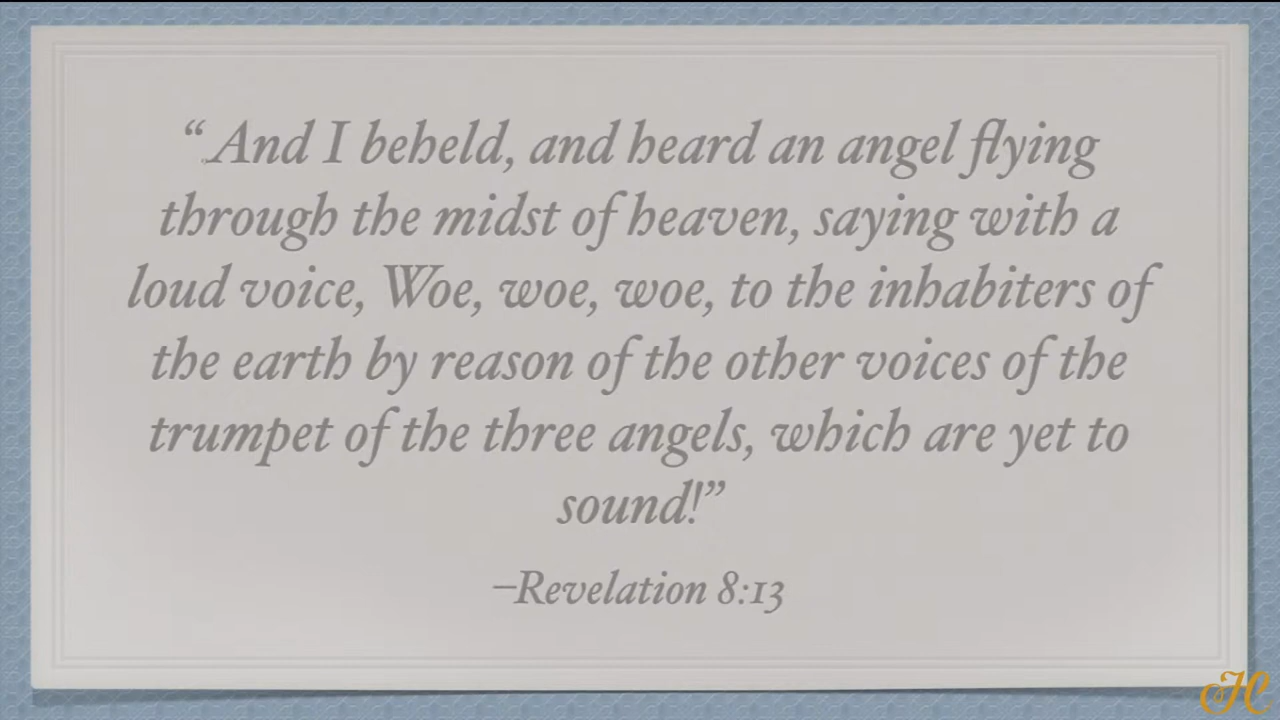 “And I beheld, and heard an angel flying
through the midst of heaven, saying with a
loud voice, Woe, woe, woe, to the inhabiters of
the earth by reason of the other voices of the
trumpet of the three angels, which are yet to
sound!”
–Revelation 8:13
H